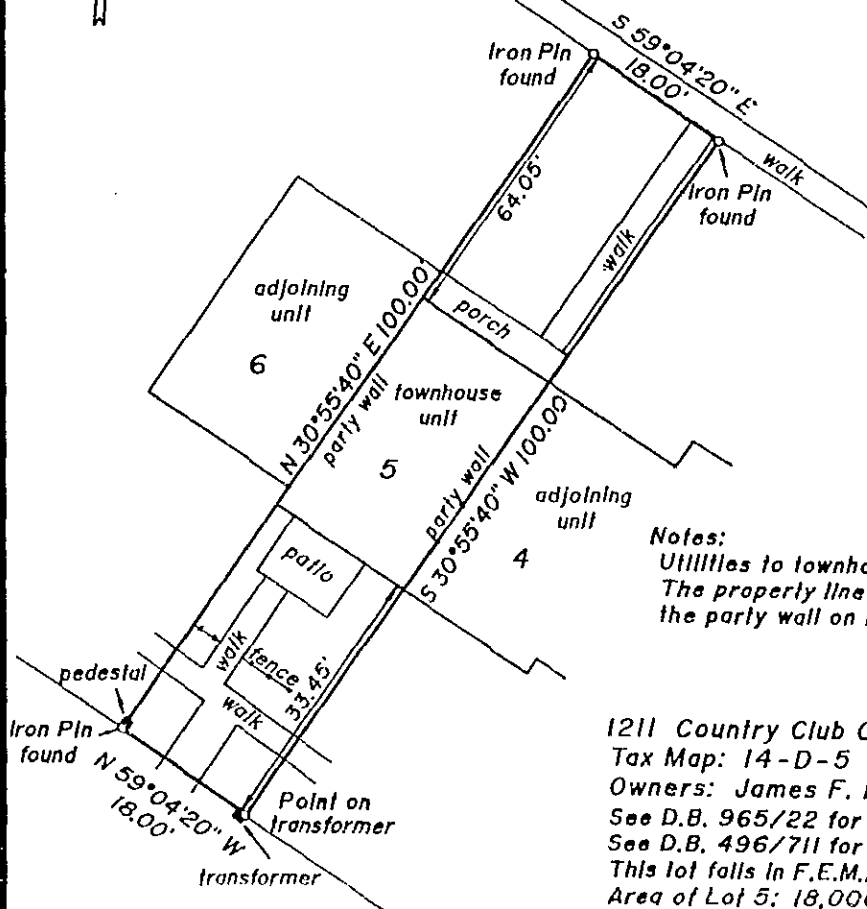 S 59°04'20" E
18.00'
Iron Pin
found
walk
Iron Pin
found
64.05'
walk
adjoining
unit
6
porch
N 30°55'40" E 100.00'
party wall
townhouse
unit
5
party wall
S 30°55'40" W 100.00'
adjoining
unit
4
Notes:
Utilities to townho
The property line
the party wall on
patio
walk
fence
33.45'
walk
pedestal
Iron Pin
found
N 59°04'20" W
18.00'
Point on
transformer
transformer
1211 Country Club C
Tax Map: 14-D-5
Owners: James F.
See D.B. 965/22 for
See D.B. 496/711 for
This lot falls in F.E.M.
Area of Lot 5: 18,00